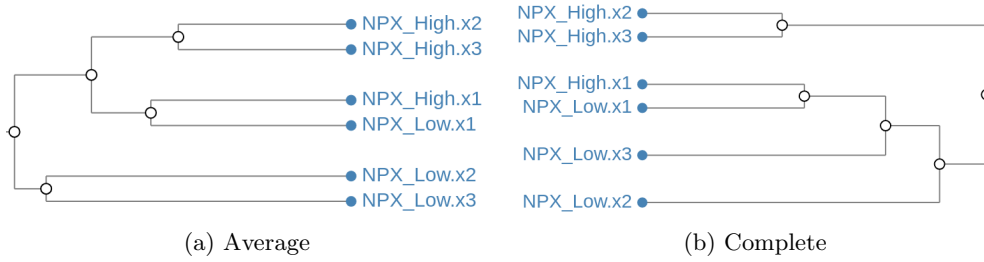 NPX_High.x2
NPX_High.x3
NPX_High.x1
NPX_Low.x1
NPX_Low.x2
NPX_Low.x3
(a) Average
NPX_High.x2
NPX_High.x3
NPX_High.x1
NPX_Low.x1
NPX_Low.x3
NPX_Low.x2
(b) Complete